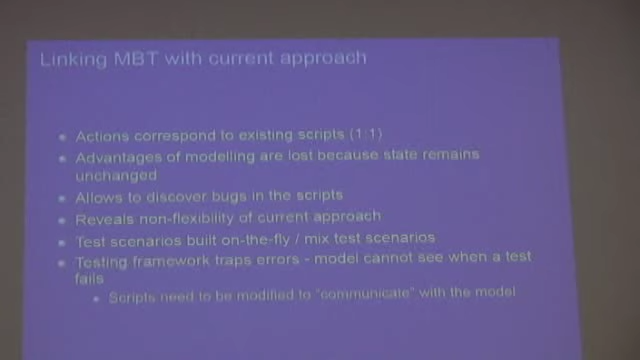 Linking MBT with current approach
Actions correspond to existing scripts (1:1)
Advantages of modelling are lost because state remains
unchanged
Allows to discover bugs in the scripts
Reveals non-flexibility of current approach
Test scenarios built on-the-fly / mix test scenarios
Testing framework traps errors - model cannot see when a test
fails
Scripts need to be modified to "communicate" with the model